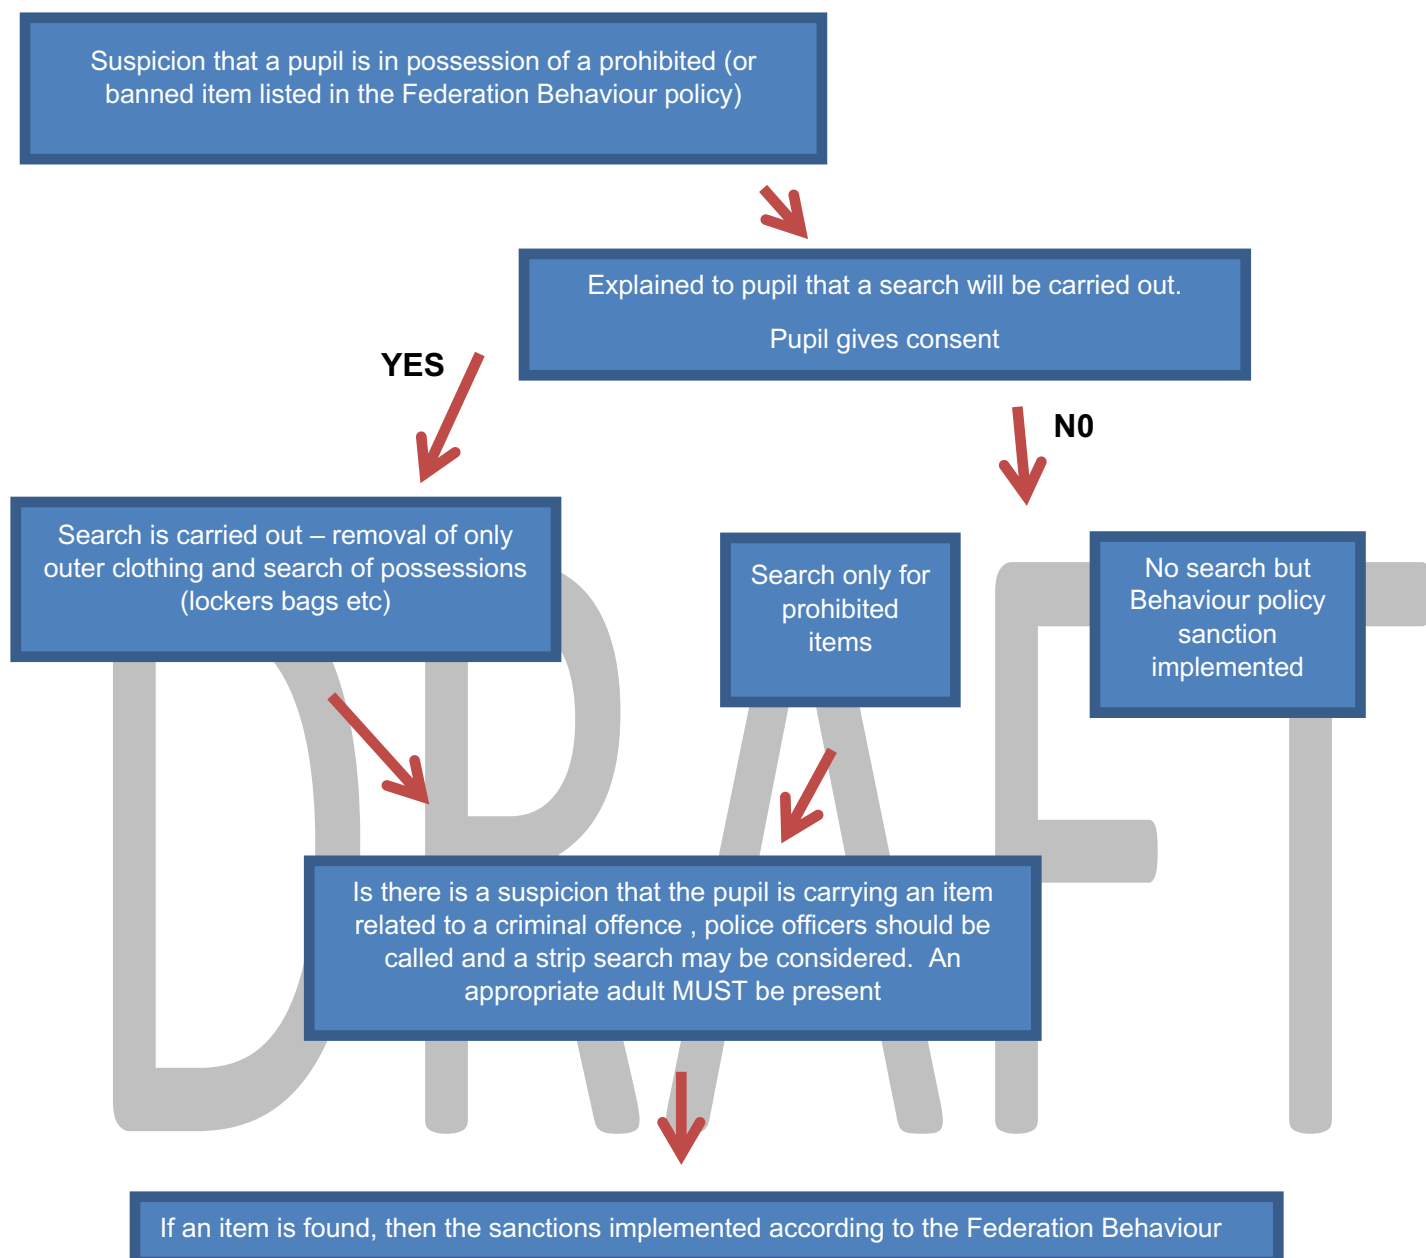 Suspicion that a pupil is in possession of a prohibited (or
banned item listed in the Federation Behaviour policy)
Explained to pupil that a search will be carried out.
Pupil gives consent
YES
N0
Search is carried out – removal of only
outer clothing and search of possessions
(lockers bags etc)
Search only for
prohibited
items
No search but
Behaviour policy
sanction
implemented
Is there is a suspicion that the pupil is carrying an item
related to a criminal offence , police officers should be
called and a strip search may be considered.  An
appropriate adult MUST be present
If an item is found, then the sanctions implemented according to the Federation Behaviour
DRAFT